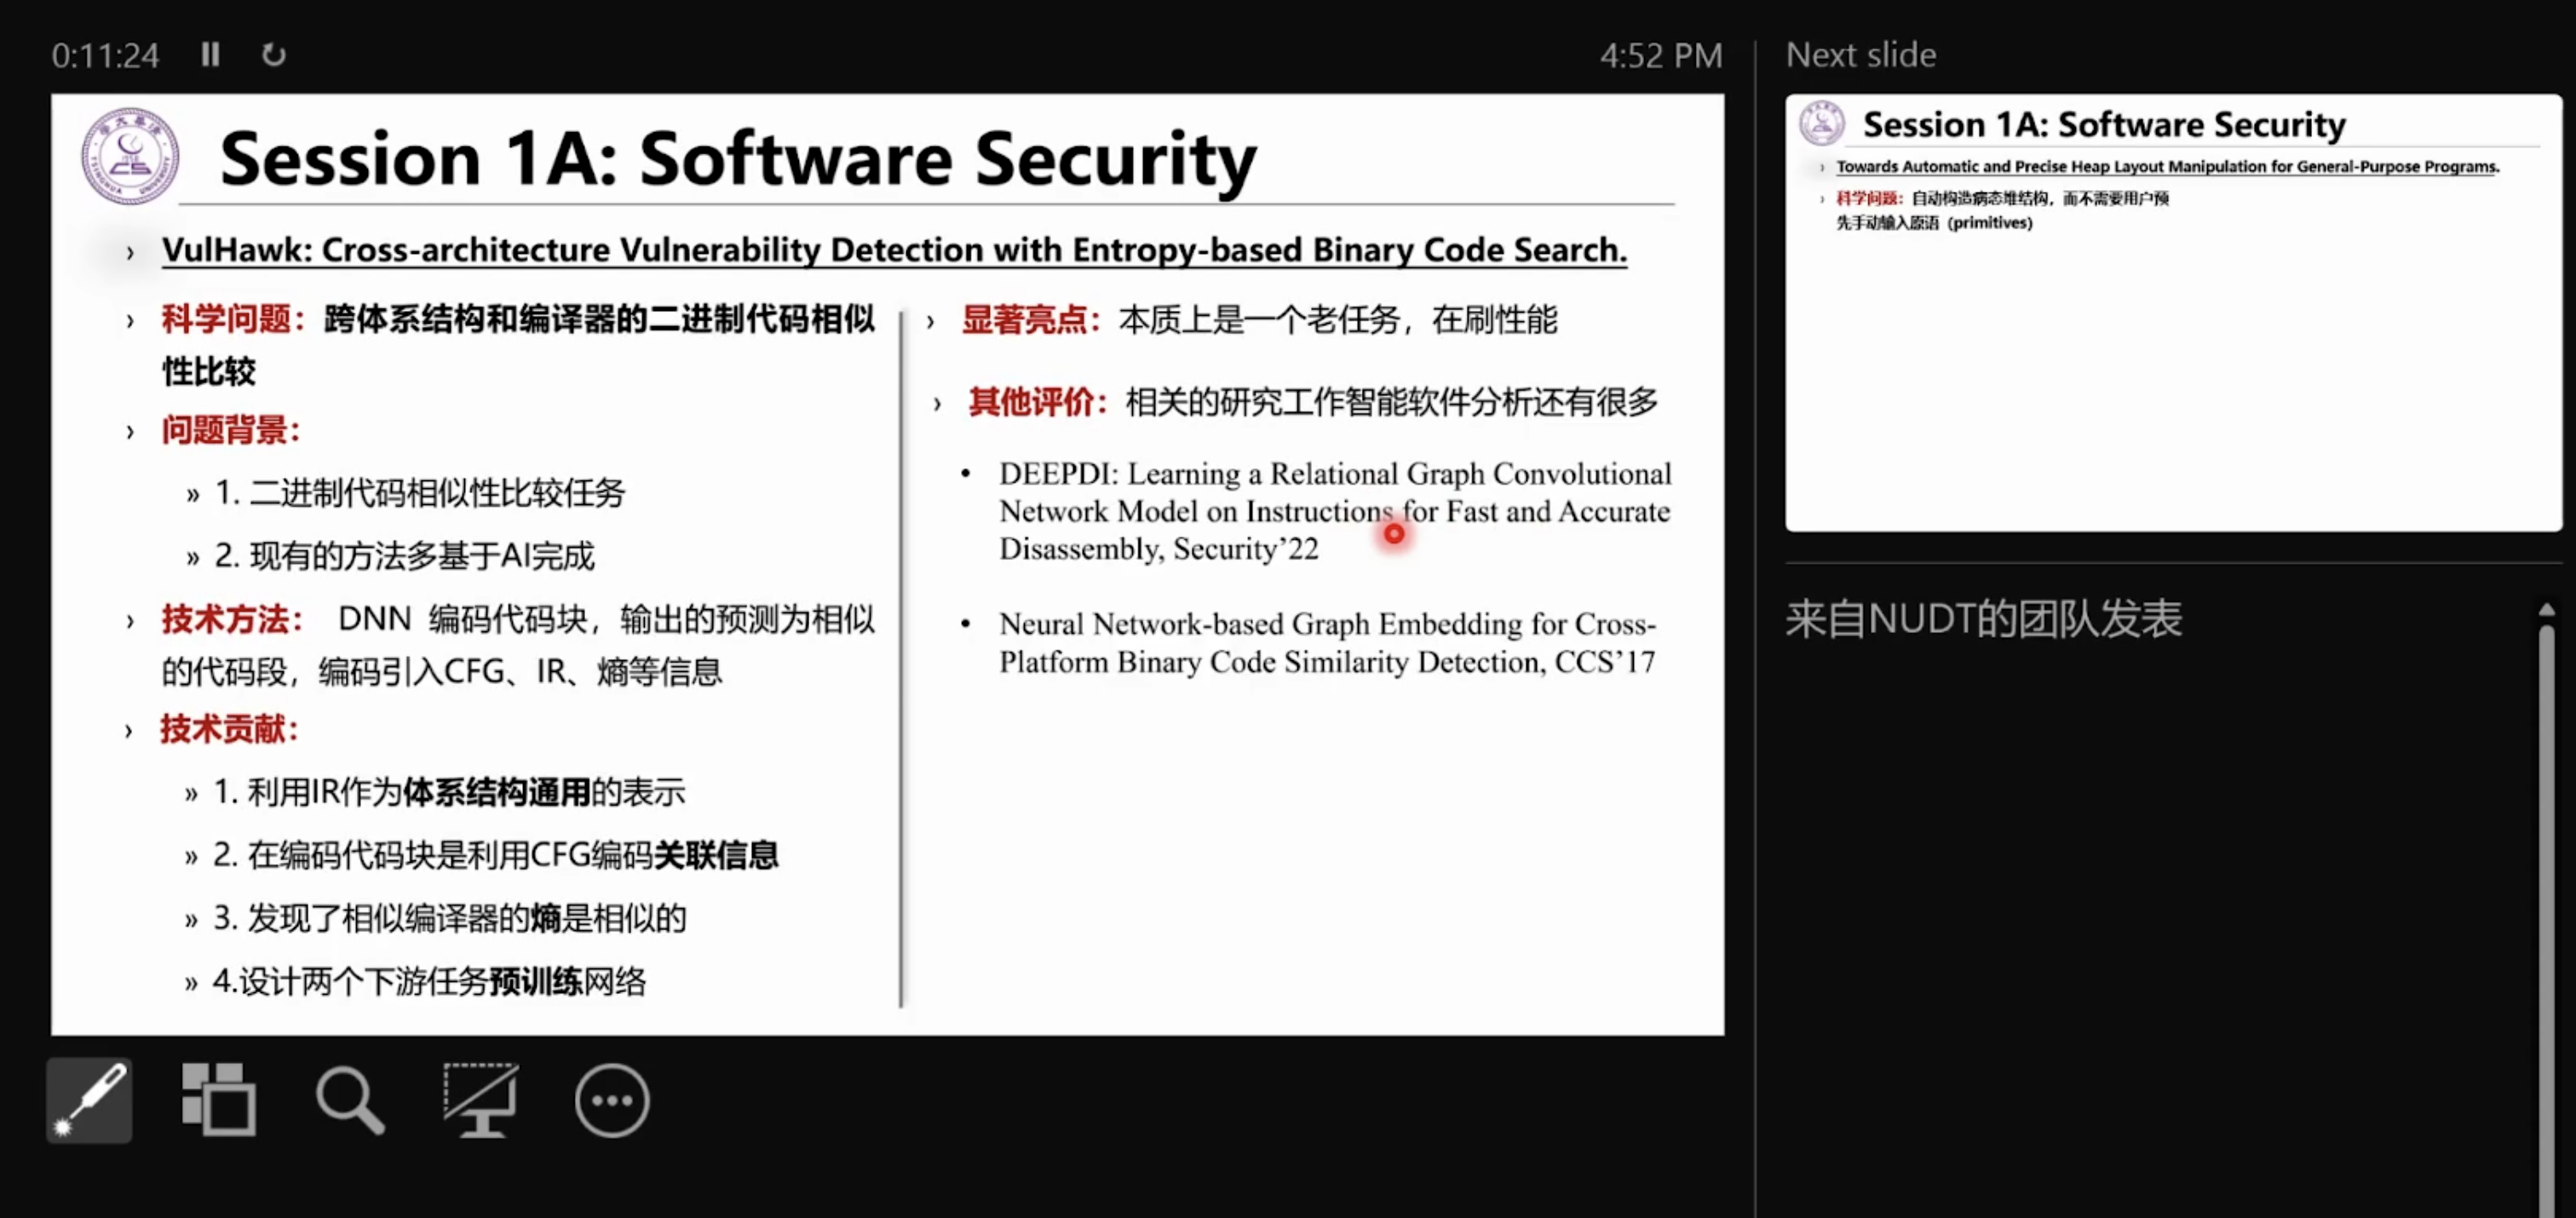 0:11:24
4:52 PM
Next slide
Session 1A: Software Security
› VulHawk: Cross-architecture Vulnerability Detection with Entropy-based Binary Code Search.
› 科学问题：跨体系结构和编译器的二进制代码相似
性比较
› 问题背景：
» 1. 二进制代码相似性比较任务
» 2. 现有的方法多基于AI完成
› 技术方法： DNN 编码代码块，输出的预测为相似
的代码段，编码引入CFG、IR、熵等信息
› 技术贡献：
» 1. 利用IR作为体系结构通用的表示
» 2. 在编码代码块是利用CFG编码关联信息
» 3. 发现了相似编译器的熵是相似的
» 4.设计两个下游任务预训练网络
› 显著亮点：本质上是一个老任务，在刷性能
› 其他评价：相关的研究工作智能软件分析还有很多
• DEEPDI: Learning a Relational Graph Convolutional
Network Model on Instructions for Fast and Accurate
Disassembly, Security’22
• Neural Network-based Graph Embedding for Cross-
Platform Binary Code Similarity Detection, CCS’17
Session 1A: Software Security
› Towards Automatic and Precise Heap Layout Manipulation for General-Purpose Programs.
› 科学问题：自动构造病态堆结构，而不需要用户预
先手动输入原语（primitives）
来自NUDT的团队发表